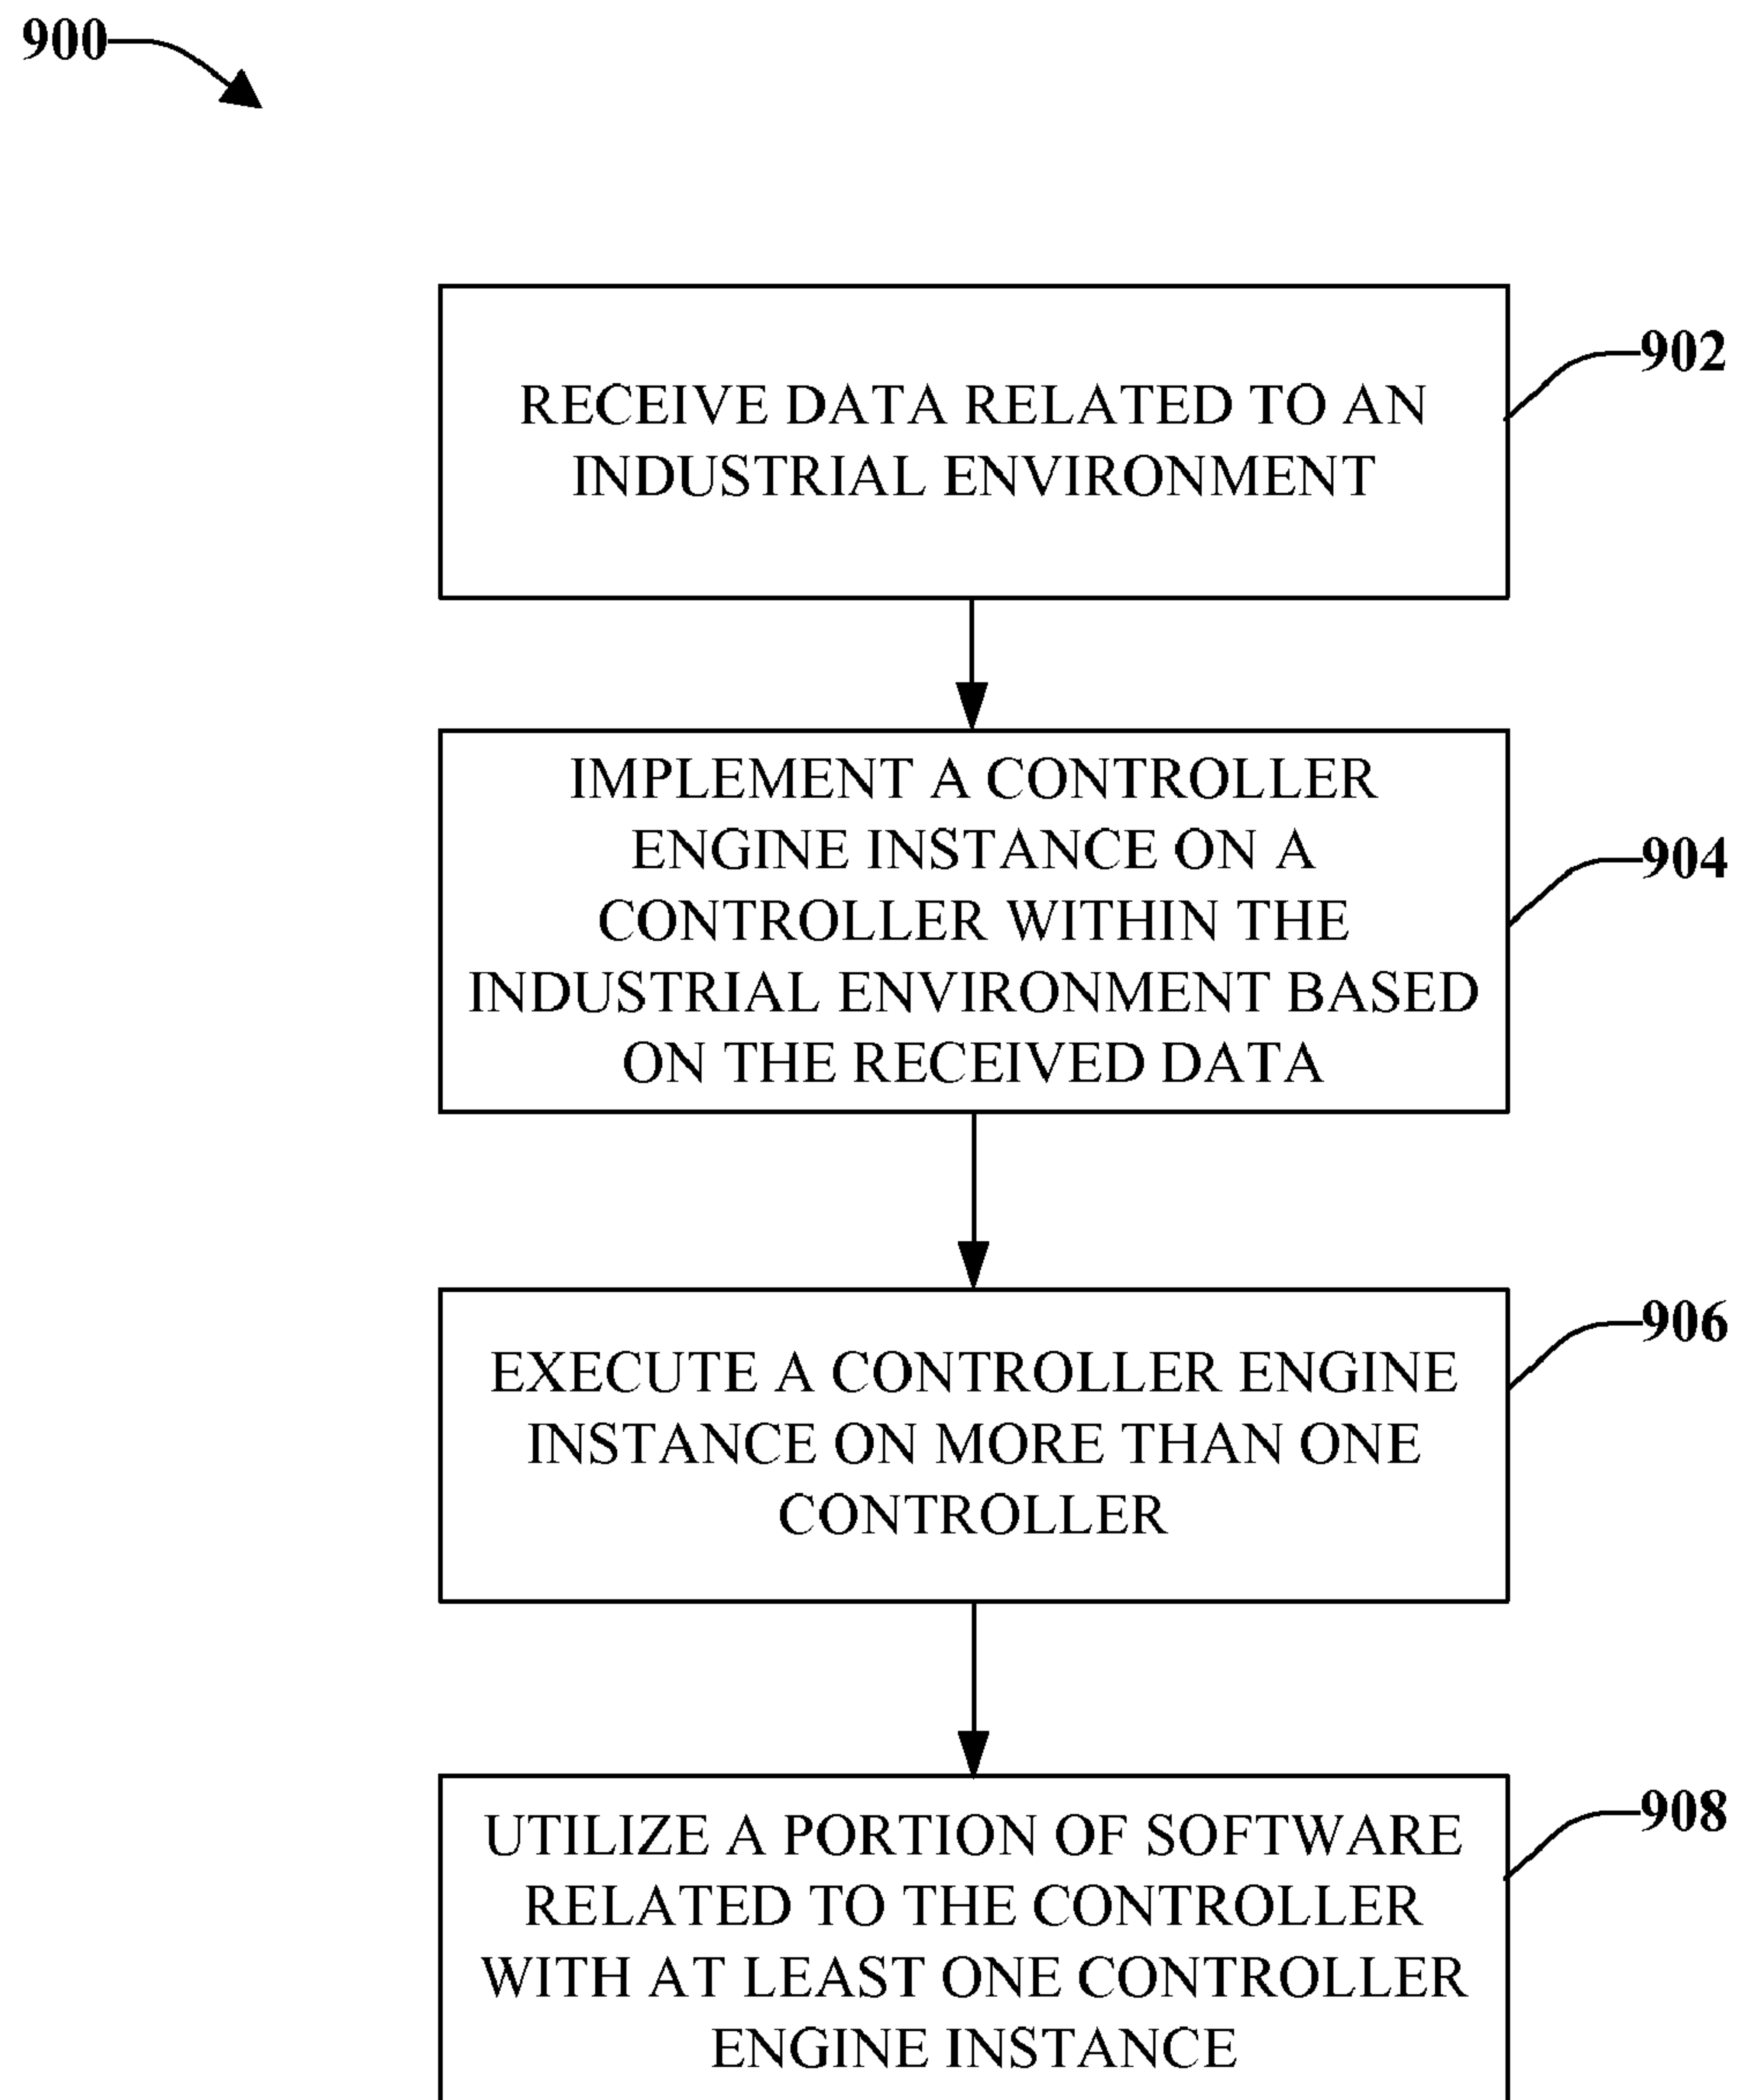 900
RECEIVE DATA RELATED TO AN
INDUSTRIAL ENVIRONMENT
902
IMPLEMENT A CONTROLLER
ENGINE INSTANCE ON A
CONTROLLER WITHIN THE
INDUSTRIAL ENVIRONMENT BASED
ON THE RECEIVED DATA
904
EXECUTE A CONTROLLER ENGINE
INSTANCE ON MORE THAN ONE
CONTROLLER
906
UTILIZE A PORTION OF SOFTWARE
RELATED TO THE CONTROLLER
WITH AT LEAST ONE CONTROLLER
ENGINE INSTANCE
908